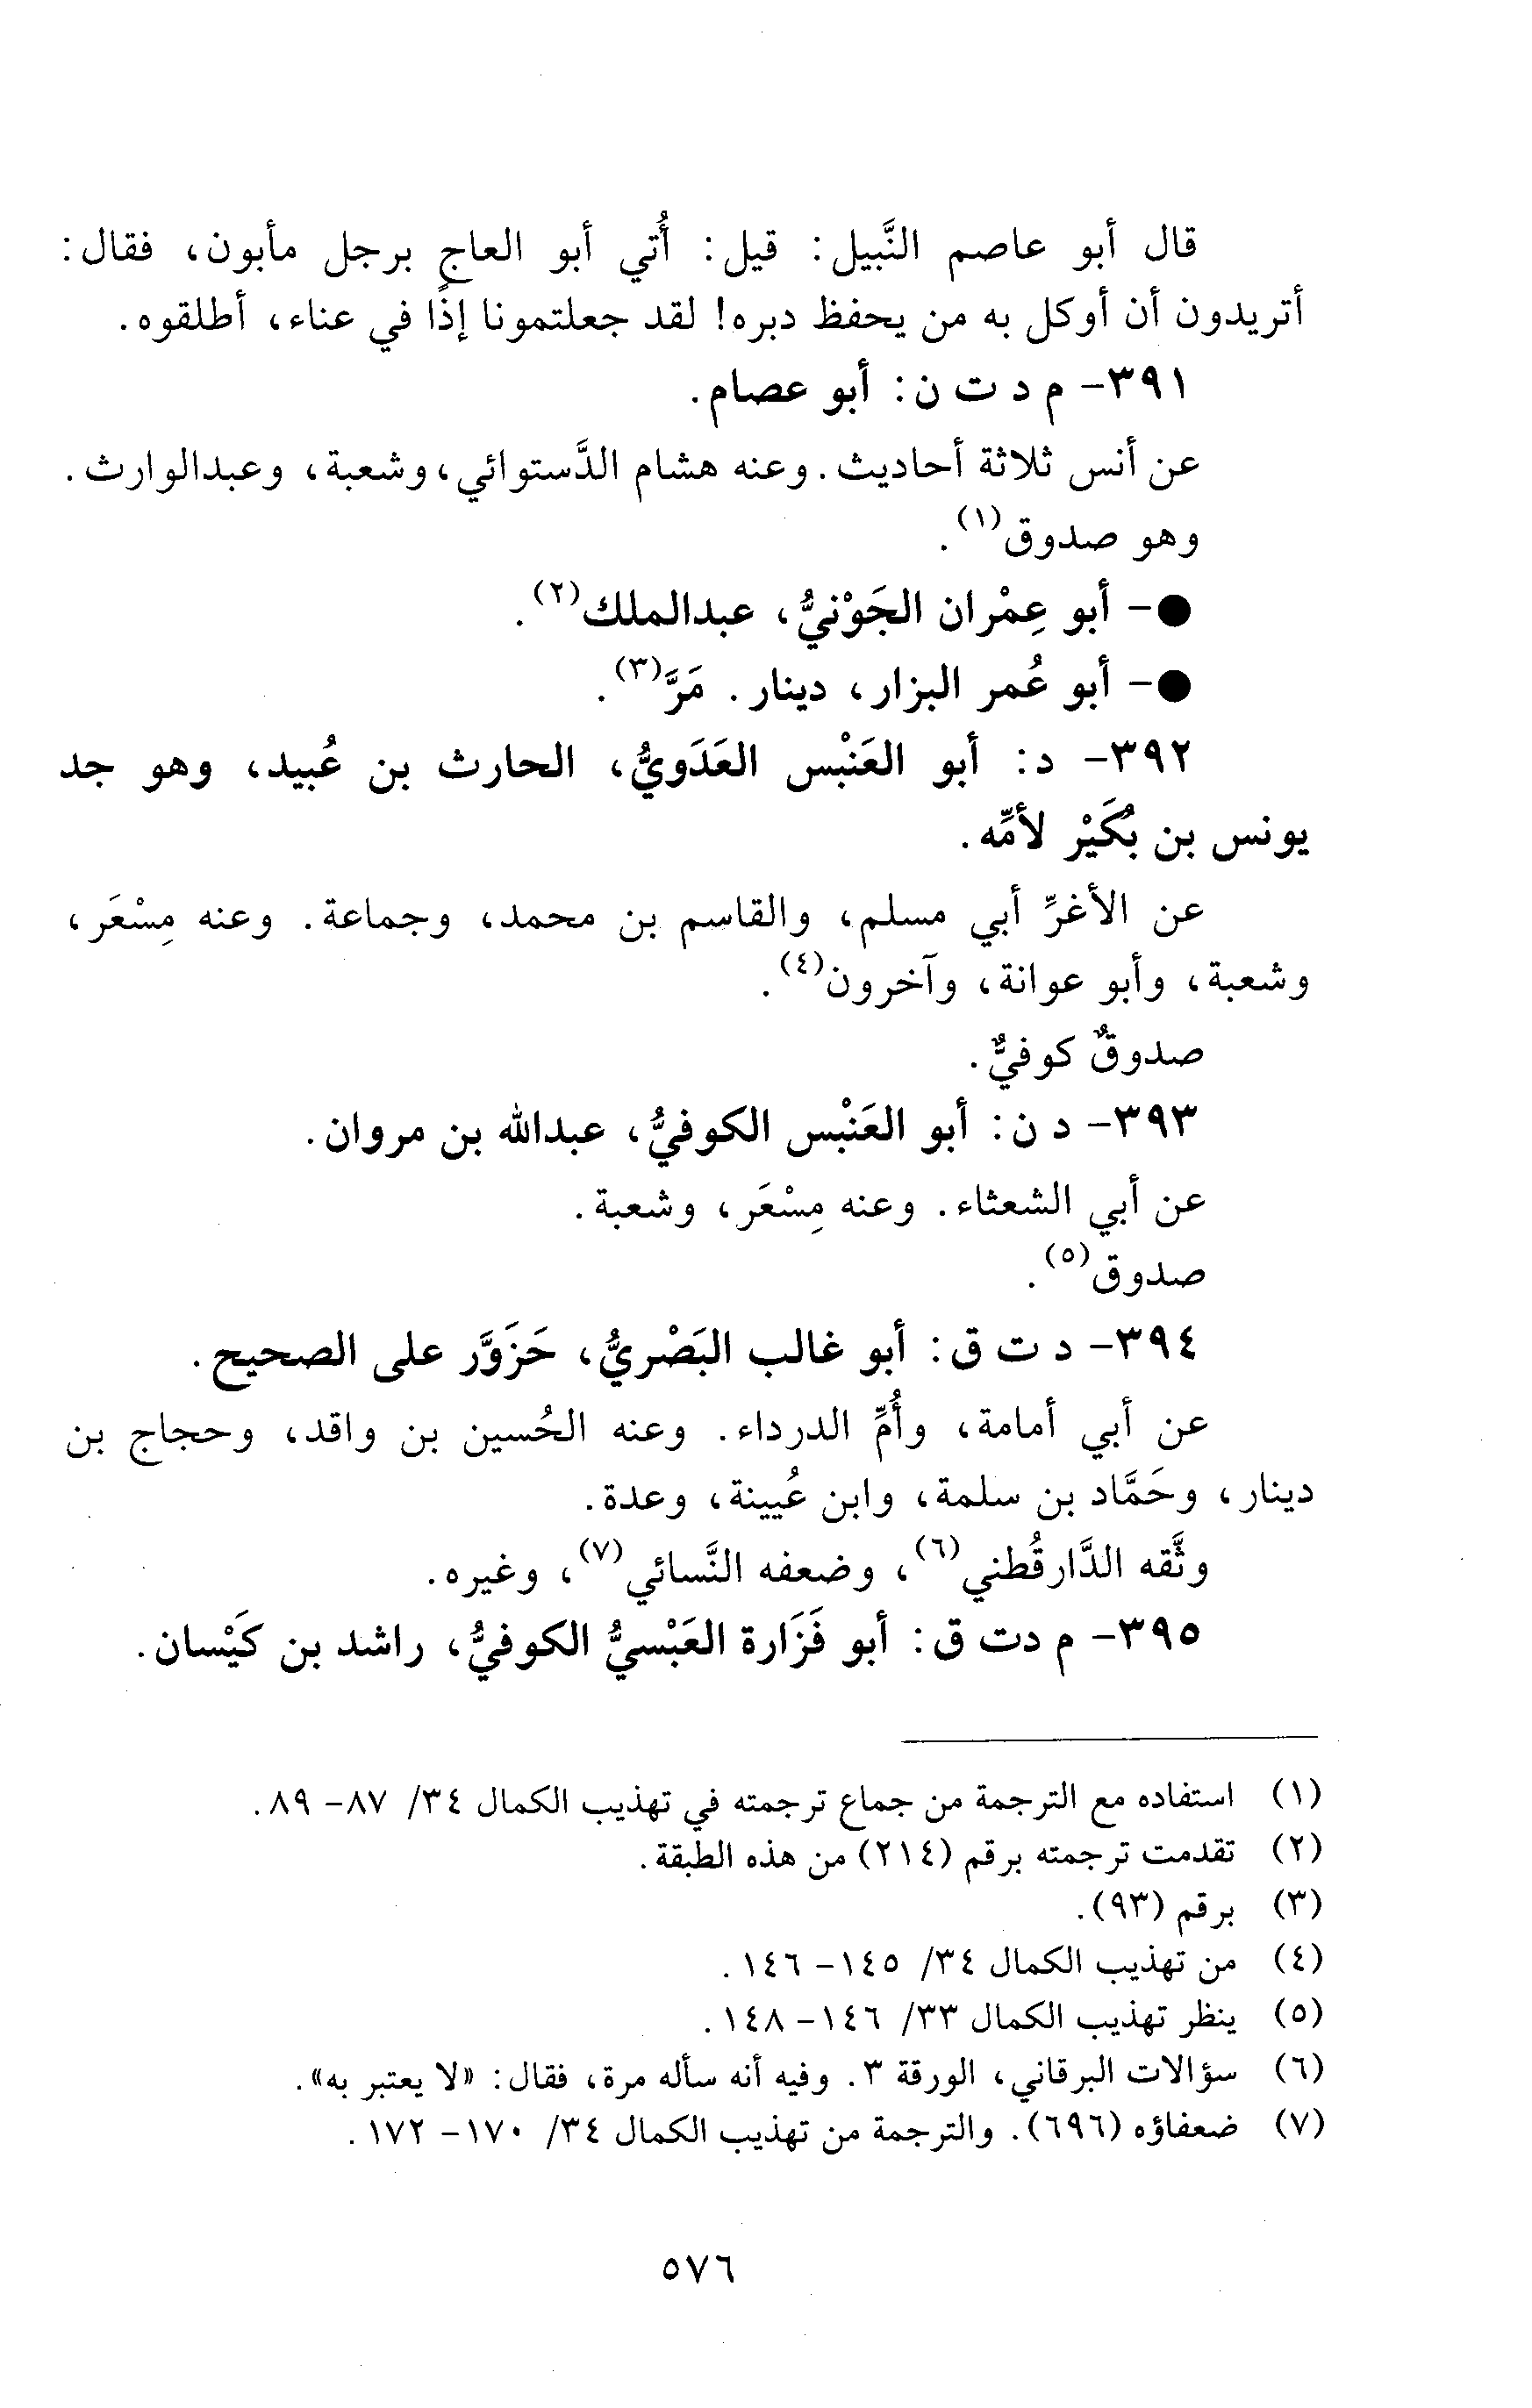 قال أبو عاصم النَّبيل: قيل: أُتي أبو العاج برجل مأبون، فقال:
أتريدون أن أوكل به من يحفظ دبره! لقد جعلتمونا إذًا في عناء، أطلقوه.
٣٩١- م د ت ن: أبو عصام.
عن أنس ثلاثة أحاديث. وعنه هشام الدَّستوائي، وشعبة، وعبدالوارث.
وهو صدوق(١).
●- أبو عِمْران الجَوْنيُّ، عبدالملك(٢).
●- أبو عُمر البزار، دينار. مَرَّ(٣).
٣٩٢- د: أبو العَنْبس العَدَويُّ، الحارث بن عُبيد، وهو جد
يونس بن بُكَيْر لأمِّه.
عن الأغرِّ أبي مسلم، والقاسم بن محمد، وجماعة. وعنه مِسْعَر،
وشعبة، وأبو عوانة، وآخرون(٤).
صدوقٌ كوفيٌّ.
٣٩٣- د ن: أبو العَنْبس الكوفيُّ، عبدالله بن مروان.
عن أبي الشعثاء. وعنه مِسْعَر، وشعبة.
صدوق(٥).
٣٩٤- د ت ق: أبو غالب البَصْريُّ، حَزَوَّر على الصحيح.
عن أبي أمامة، وأُمِّ الدرداء. وعنه الحُسين بن واقد، وحجاج بن
دينار، وحَمَّاد بن سلمة، وابن عُيينة، وعدة.
وثَّقه الدَّارقُطني(٦)، وضعفه النَّسائي(٧)، وغيره.
٣٩٥- م دت ق: أبو فَزَارة العَبْسيُّ الكوفيُّ، راشد بن كَيْسان.
(١) استفاده مع الترجمة من جماع ترجمته في تهذيب الكمال ٣٤/ ٨٧- ٨٩.
(٢) تقدمت ترجمته برقم (٢١٤) من هذه الطبقة.
(٣) برقم (٩٣).
(٤) من تهذيب الكمال ٣٤/ ١٤٥- ١٤٦.
(٥) ينظر تهذيب الكمال ٣٣/ ١٤٦- ١٤٨.
(٦) سؤالات البرقاني، الورقة ٣. وفيه أنه سأله مرة، فقال: «لا يعتبر به».
(٧) ضعفاؤه (٦٩٦). والترجمة من تهذيب الكمال ٣٤/ ١٧٠- ١٧٢.
٥٧٦